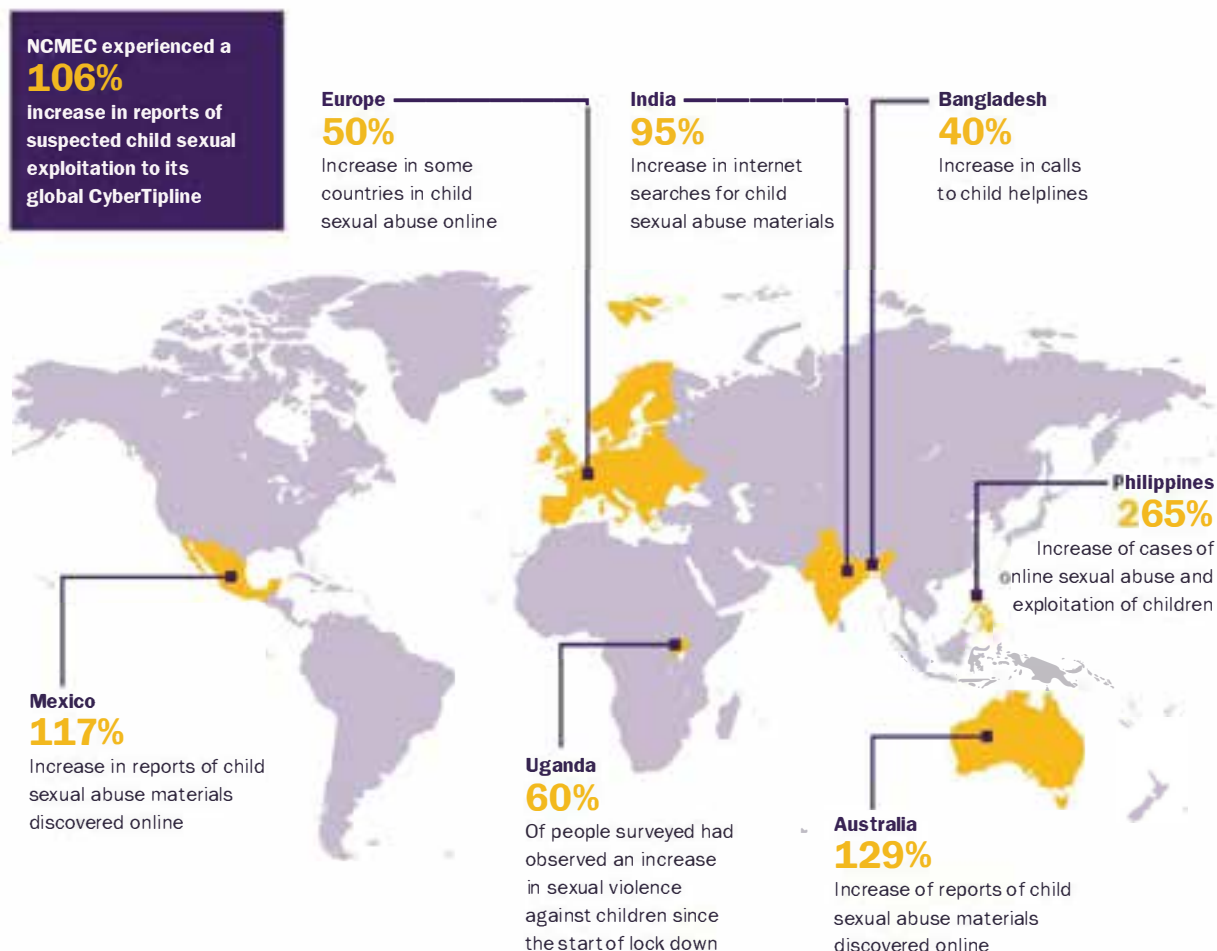 NCMEC experienced a
106%
increase in reports of
suspected child sexual
exploitation to its
global CyberTipline
Europe
50%
Increase in some
countries in child
sexual abuse online
India
95%
Increase in internet
searches for child
sexual abuse materials
Bangladesh
40%
Increase in calls
to child helplines
Philippines
265%
Increase of cases of
online sexual abuse and
exploitation of children
Mexico
117%
Increase in reports of child
sexual abuse materials
discovered online
Uganda
60%
Of people surveyed had
observed an increase
in sexual violence
against children since
the start of lock down
Australia
129%
Increase of reports of child
sexual abuse materials
discovered online